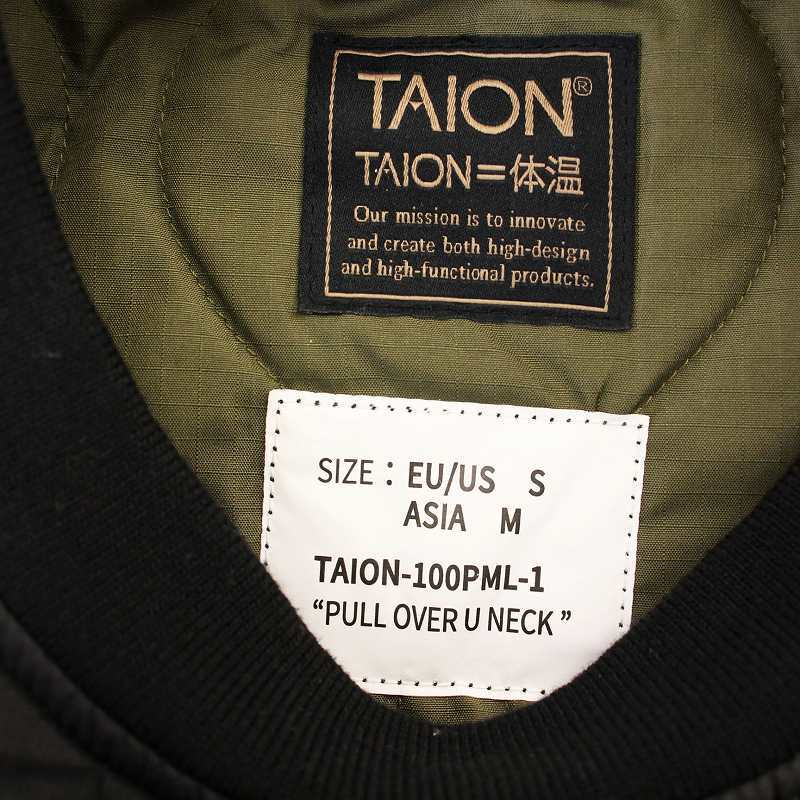 TAION®
TAION=体温
Our mission is to innovate
and create both high-design
and high-functional products.
SIZE : EU/US S
ASIA M
TAION-100PML-1
“PULL OVER U NECK”